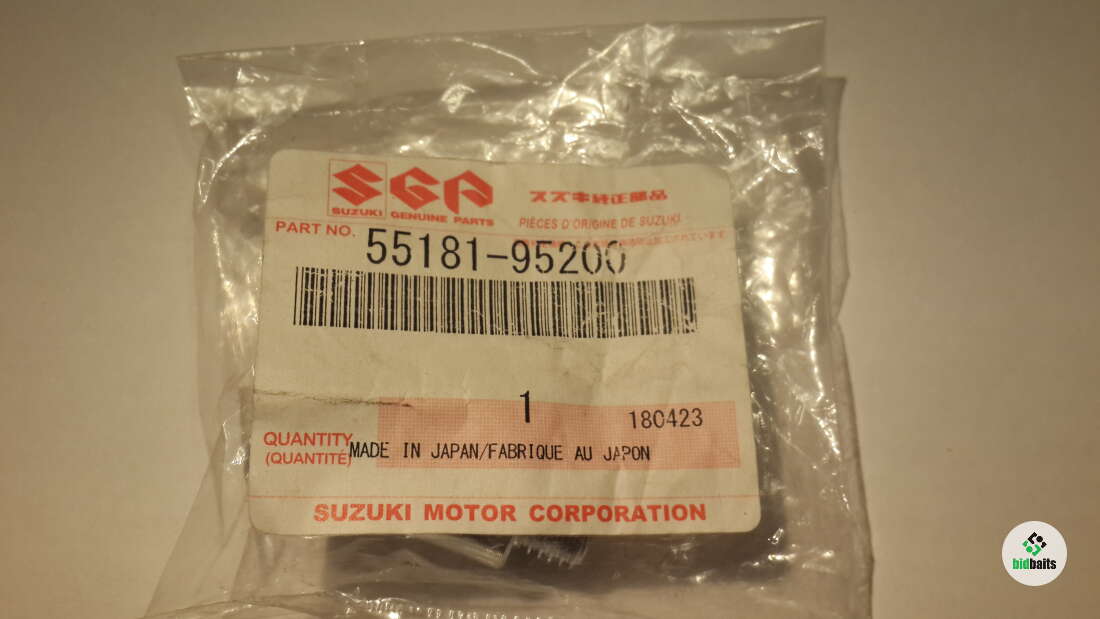 SGP
スズキ純正部品
SUZUKI GENUINE PARTS
PIÈCES D'ORIGINE DE SUZUKI
PART NO.
55181-95200
1
180423
QUANTITY
(QUANTITÉ)
MADE IN JAPAN/FABRIQUE AU JAPON
SUZUKI MOTOR CORPORATION
bidbaits